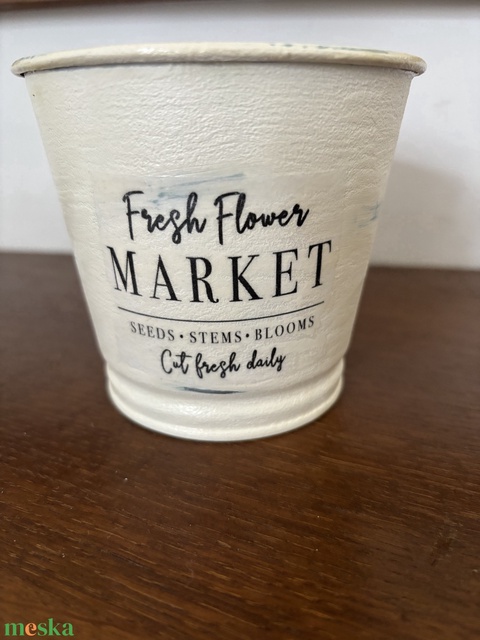 Fresh Flower
MARKET
SEEDS • STEMS • BLOOMS
Cut fresh daily
meska